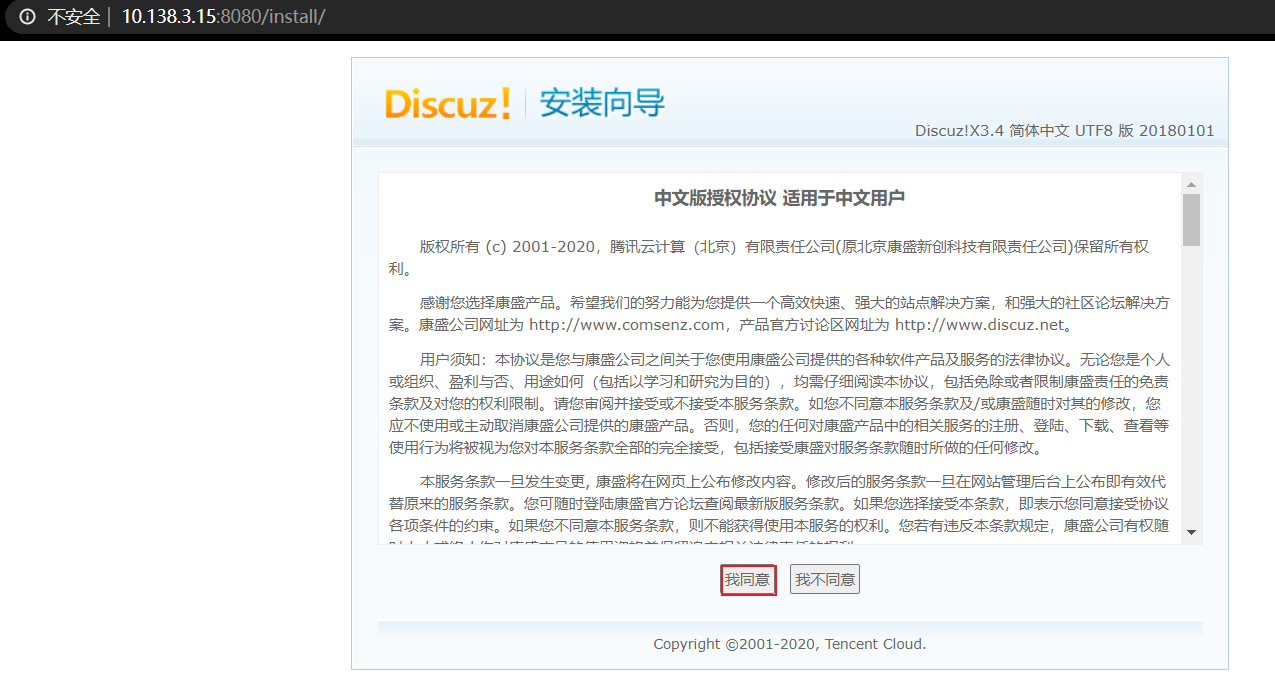 不安全 | 10.138.3.15:8080/install/
Discuz! 安装向导
Discuz!X3.4 简体中文 UTF8 版 20180101
中文版授权协议 适用于中文用户
版权所有 (c) 2001-2020，腾讯云计算（北京）有限责任公司(原北京康盛新创科技有限责任公司)保留所有权
利。
感谢您选择康盛产品。希望我们的努力能为您提供一个高效快速、强大的站点解决方案，和强大的社区论坛解决方
案。康盛公司网址为 http://www.comsenz.com，产品官方讨论区网址为 http://www.discuz.net。
用户须知：本协议是您与康盛公司之间关于您使用康盛公司提供的各种软件产品及服务的法律协议。无论您是个人
或组织、盈利与否、用途如何（包括以学习和研究为目的），均需仔细阅读本协议，包括免除或者限制康盛责任的免责
条款及对您的权利限制。请您审阅并接受或不接受本服务条款。如您不同意本服务条款及/或康盛随时对其的修改，您
应不使用或主动取消康盛公司提供的康盛产品。否则，您的任何对康盛产品中的相关服务的注册、登陆、下载、查看等
使用行为将被视为您对本服务条款全部的完全接受，包括接受康盛对服务条款随时所做的任何修改。
本服务条款一旦发生变更, 康盛将在网页上公布修改内容。修改后的服务条款一旦在网站管理后台上公布即有效代
替原来的服务条款。您可随时登陆康盛官方论坛查阅最新版服务条款。如果您选择接受本条款，即表示您同意接受协议
各项条件的约束。如果您不同意本服务条款，则不能获得使用本服务的权利。您若有违反本条款规定，康盛公司有权随
我同意 我不同意
Copyright ©2001-2020, Tencent Cloud.